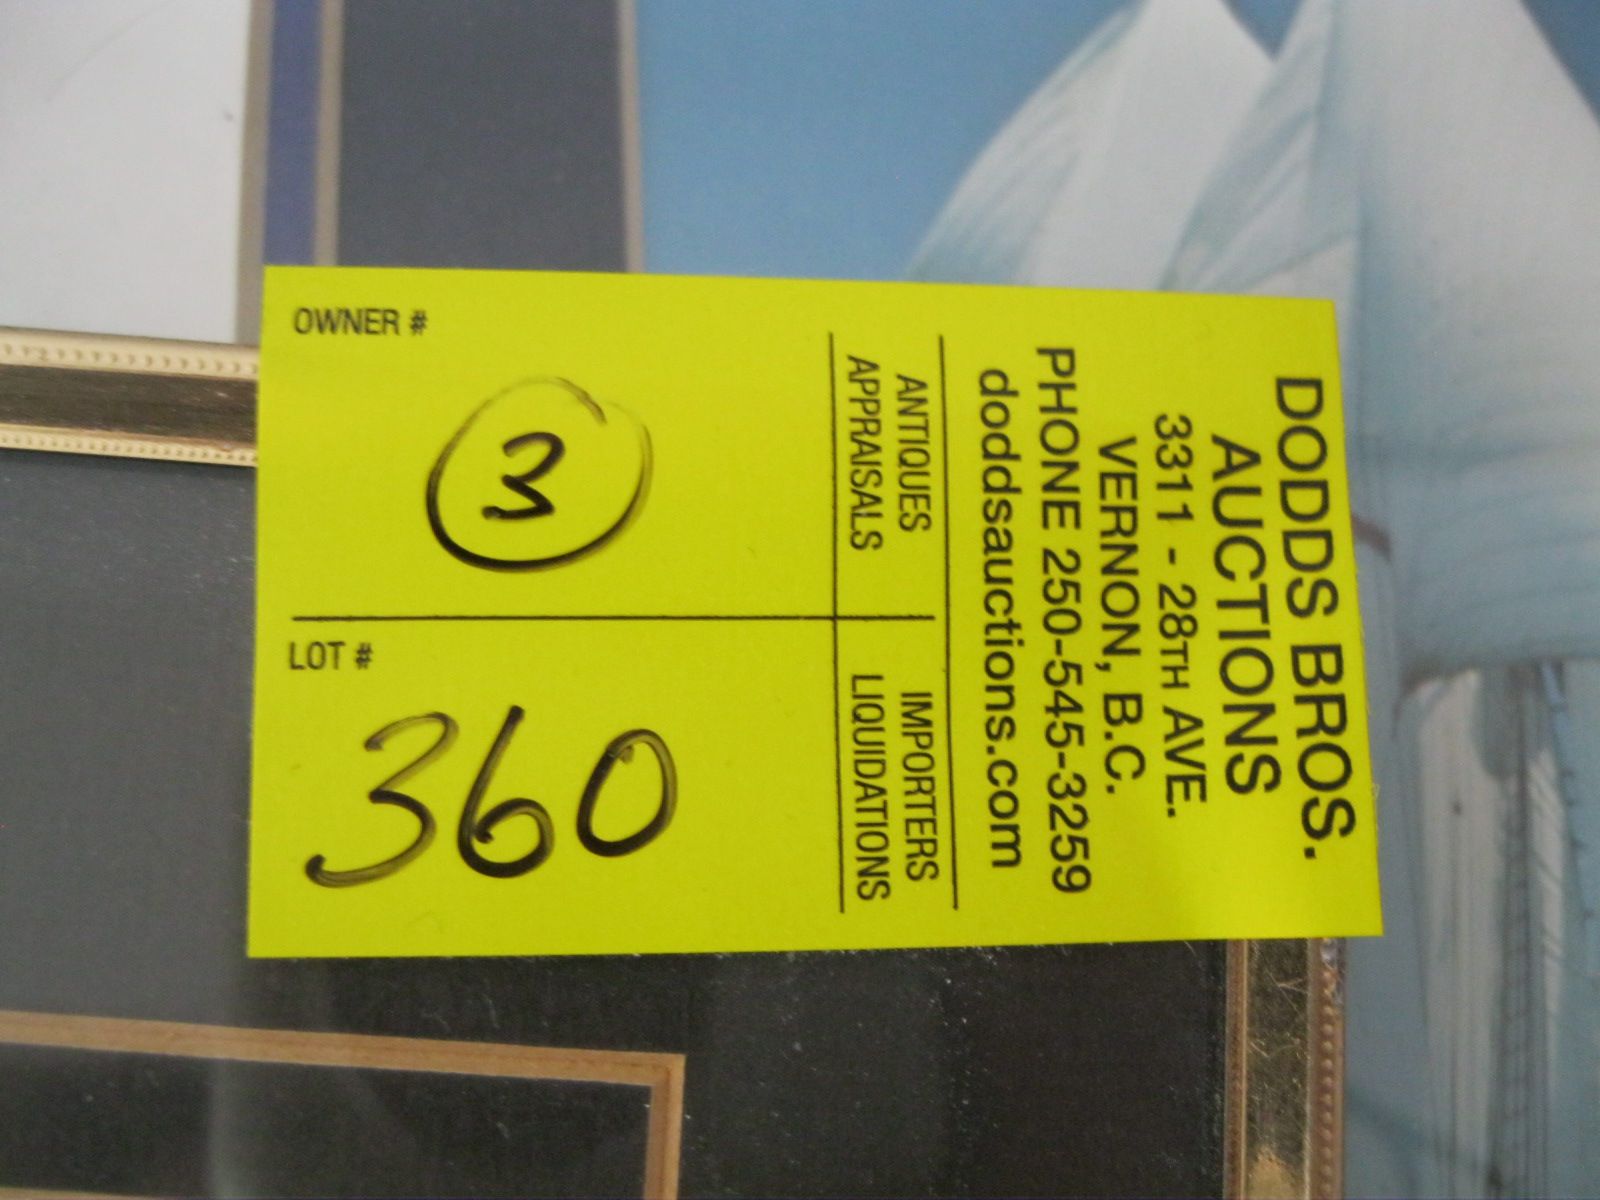 DODDS BROS.
AUCTIONS
3311 - 28TH AVE.
VERNON, B.C.
PHONE 250-545-3259
doddsauctions.com
ANTIQUES
APPRAISALS
IMPORTERS
LIQUIDATIONS
OWNER #
3
LOT #
360